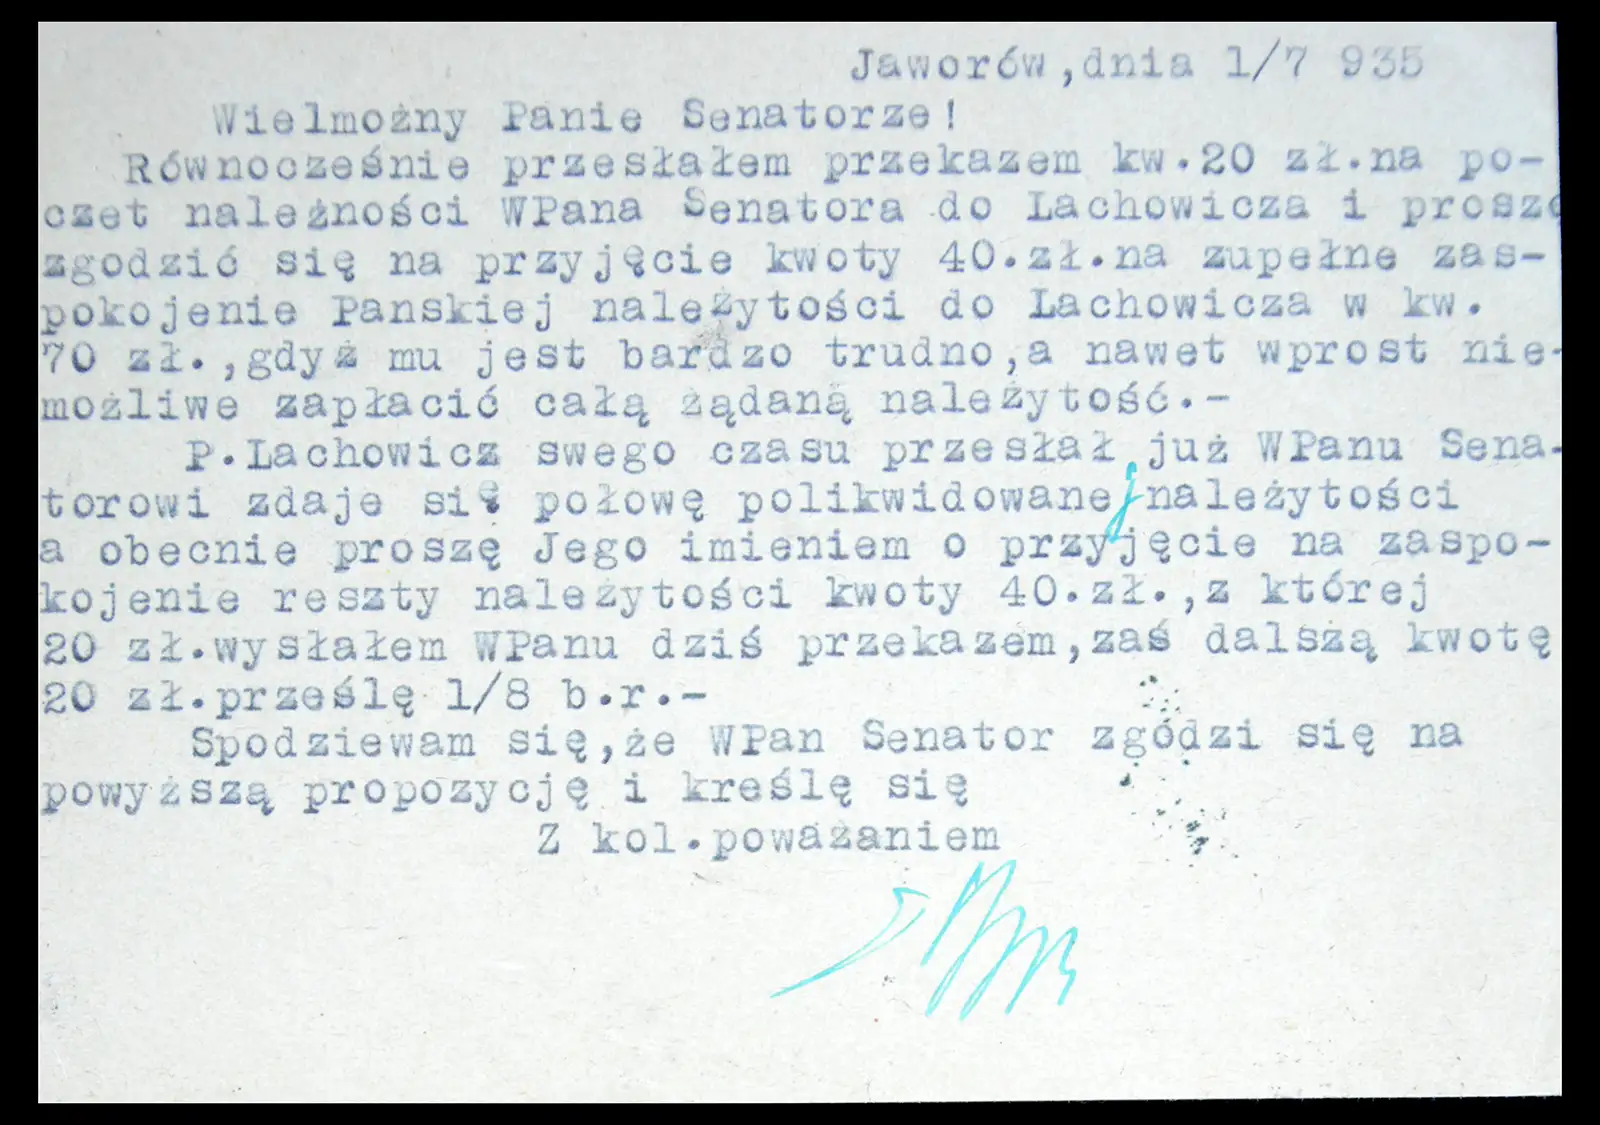 Jaworów,dnia 1/7 935
Wielmożny Panie Senatorze!
Równocześnie przesłałem przekazem kw.20 zł.na po-
czet należności WPana Senatora do Lachowicza i proszę
zgodzić się na przyjęcie kwoty 40.zł.na zupełne zas-
pokojenie Panskiej należytości do Lachowicza w kw.
70 zł.,gdyż mu jest bardzo trudno,a nawet wprost nie-
możliwe zapłacić całą żądaną należytość.-
P.Lachowicz swego czasu przesłał już WPanu Sena-
torowi zdaje się połowę polikwidowanej należytości
a obecnie proszę Jego imieniem o przyjęcie na zaspo-
kojenie reszty należytości kwoty 40.zł.,z której
20 zł.wysłałem WPanu dziś przekazem,zaś dalszą kwotę
20 zł.prześlę 1/8 b.r.-
Spodziewam się,że WPan Senator zgodzi się na
powyższą propozycję i kreślę się
Z kol.poważaniem